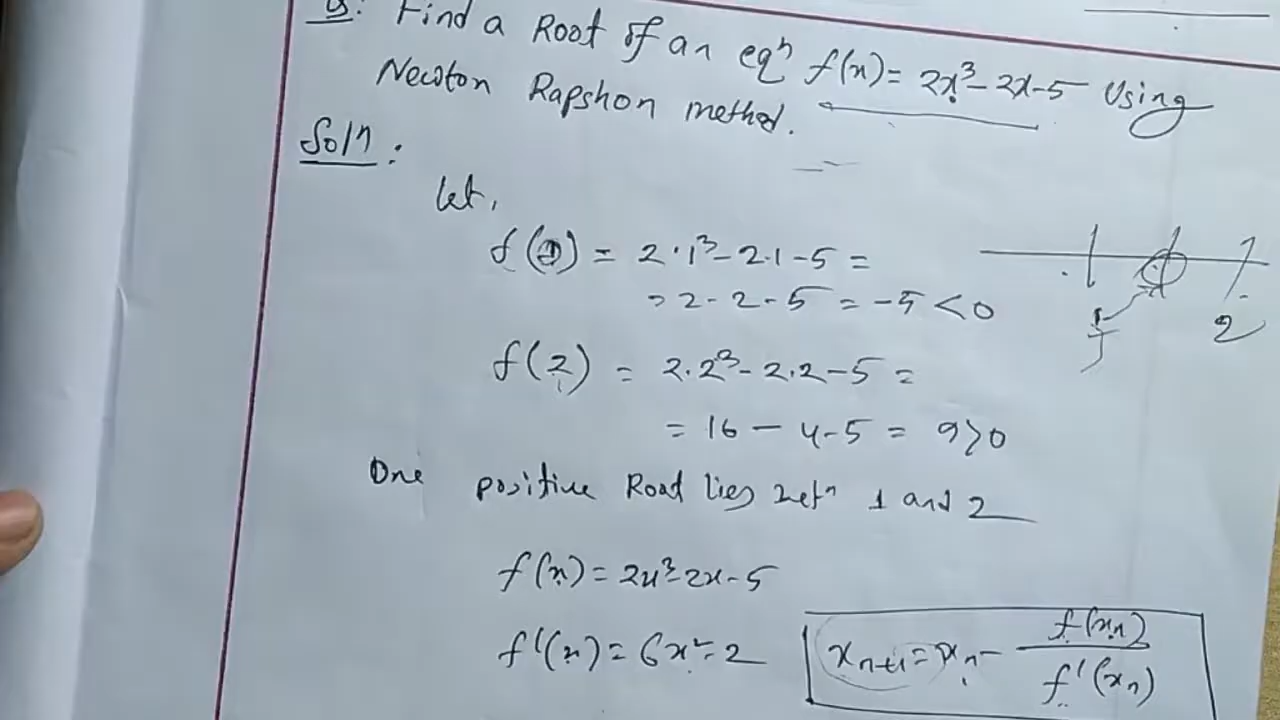 Q: Find a Root of an eqⁿ f(x) = 2x³ - 2x - 5 Using
Newton Rapshon method.
Solⁿ :
let,
f(1) = 2·1³ - 2·1 - 5 =
= 2 - 2 - 5 = -5 < 0
f(2) = 2·2³ - 2·2 - 5 =
= 16 - 4 - 5 = 9 > 0
2
One positive Road lies betⁿ 1 and 2
f(x) = 2x³ - 2x - 5
f'(x) = 6x² - 2
xₙ₊₁ = xₙ - f(xₙ) / f'(xₙ)